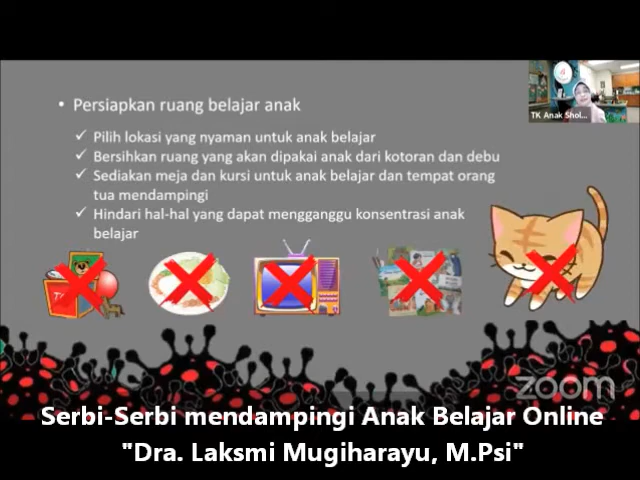 • Persiapkan ruang belajar anak
✓ Pilih lokasi yang nyaman untuk anak belajar
✓ Bersihkan ruang yang akan dipakai anak dari kotoran dan debu
✓ Sediakan meja dan kursi untuk anak belajar dan tempat orang
tua mendampingi
✓ Hindari hal-hal yang dapat mengganggu konsentrasi anak
belajar
TK Anak Shol...
zoom
Serbi-Serbi mendampingi Anak Belajar Online
"Dra. Laksmi Mugiharayu, M.Psi"